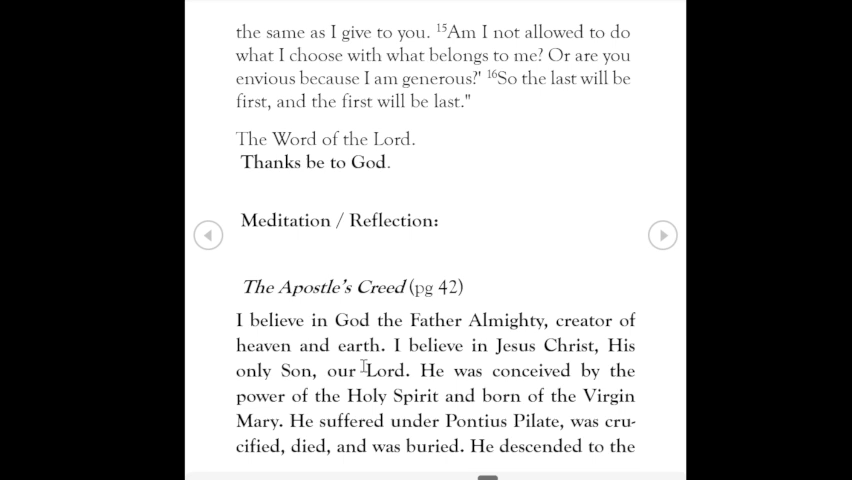 the same as I give to you. ¹⁵Am I not allowed to do
what I choose with what belongs to me? Or are you
envious because I am generous?' ¹⁶So the last will be
first, and the first will be last."
The Word of the Lord.
Thanks be to God.
Meditation / Reflection:
The Apostle's Creed (pg 42)
I believe in God the Father Almighty, creator of
heaven and earth. I believe in Jesus Christ, His
only Son, our Lord. He was conceived by the
power of the Holy Spirit and born of the Virgin
Mary. He suffered under Pontius Pilate, was cru-
cified, died, and was buried. He descended to the